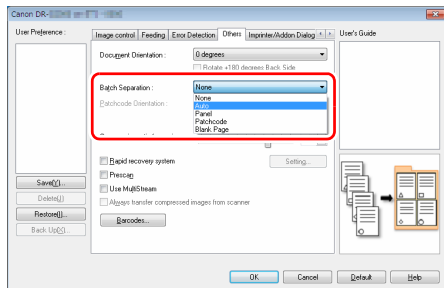 Canon DR-
User Preference :
Image control Feeding Error Detection Others Imprinter/Addon Dialog
User's Guide
Document Orientation : 0 degrees
Rotate +180 degrees Back Side
Batch Separation : None
None
Auto
Panel
Patchcode
Blank Page
Patchcode Orientation :
Rapid recovery system Setting...
Prescan
Use MultiStream
Always transfer compressed images from scanner
Barcodes...
Save(Y)...
Delete(J)
Restore(I)...
Back Up(X)...
OK Cancel Default Help